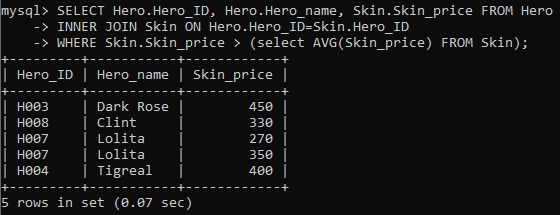 mysql> SELECT Hero.Hero_ID, Hero.Hero_name, Skin.Skin_price FROM Hero
    -> INNER JOIN Skin ON Hero.Hero_ID=Skin.Hero_ID
    -> WHERE Skin.Skin_price > (select AVG(Skin_price) FROM Skin);
+---------+-----------+------------+
| Hero_ID | Hero_name | Skin_price |
+---------+-----------+------------+
| H003    | Dark Rose |        450 |
| H008    | Clint     |        330 |
| H007    | Lolita    |        270 |
| H007    | Lolita    |        350 |
| H004    | Tigreal   |        400 |
+---------+-----------+------------+
5 rows in set (0.07 sec)